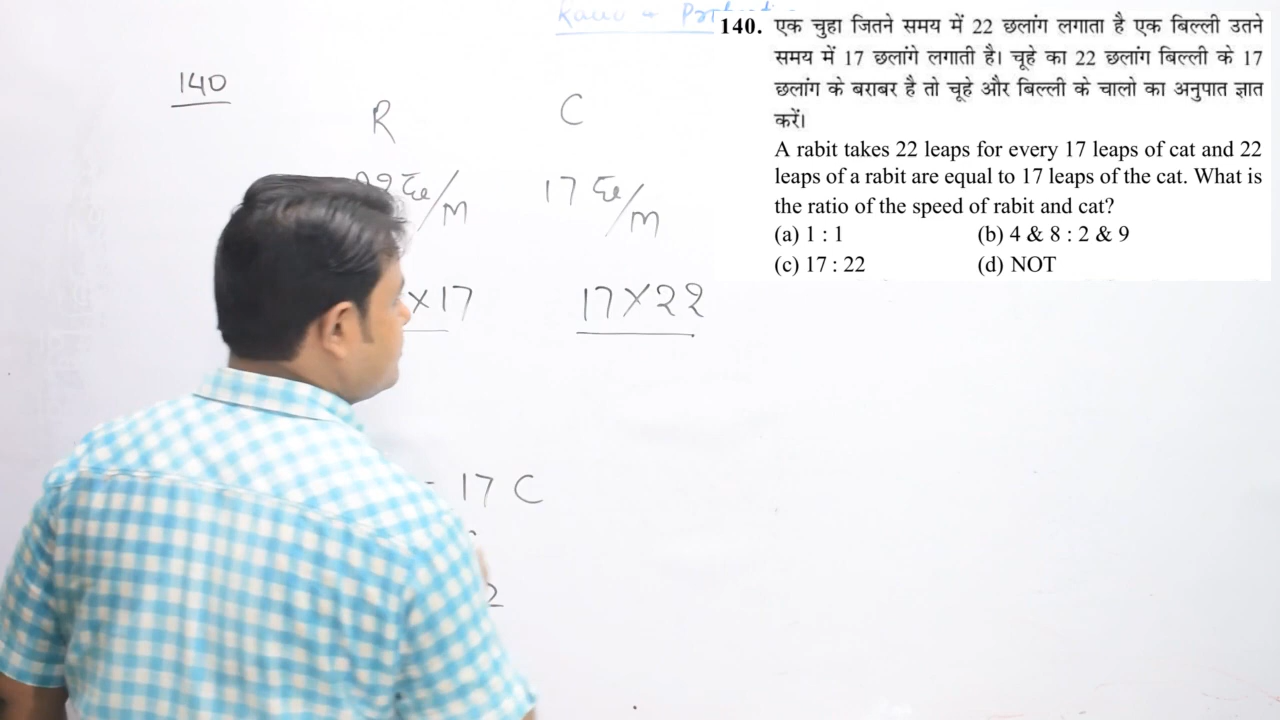 140. एक चुहा जितने समय में 22 छलांग लगाता है एक बिल्ली उतने
समय में 17 छलांगे लगाती है। चूहे का 22 छलांग बिल्ली के 17
छलांग के बराबर है तो चूहे और बिल्ली के चालो का अनुपात ज्ञात
करें।
A rabit takes 22 leaps for every 17 leaps of cat and 22
leaps of a rabit are equal to 17 leaps of the cat. What is
the ratio of the speed of rabit and cat?
(a) 1 : 1 (b) 4 & 8 : 2 & 9
(c) 17 : 22 (d) NOT
140
R C
/M 17 /M
×17 17×22
17 C
2